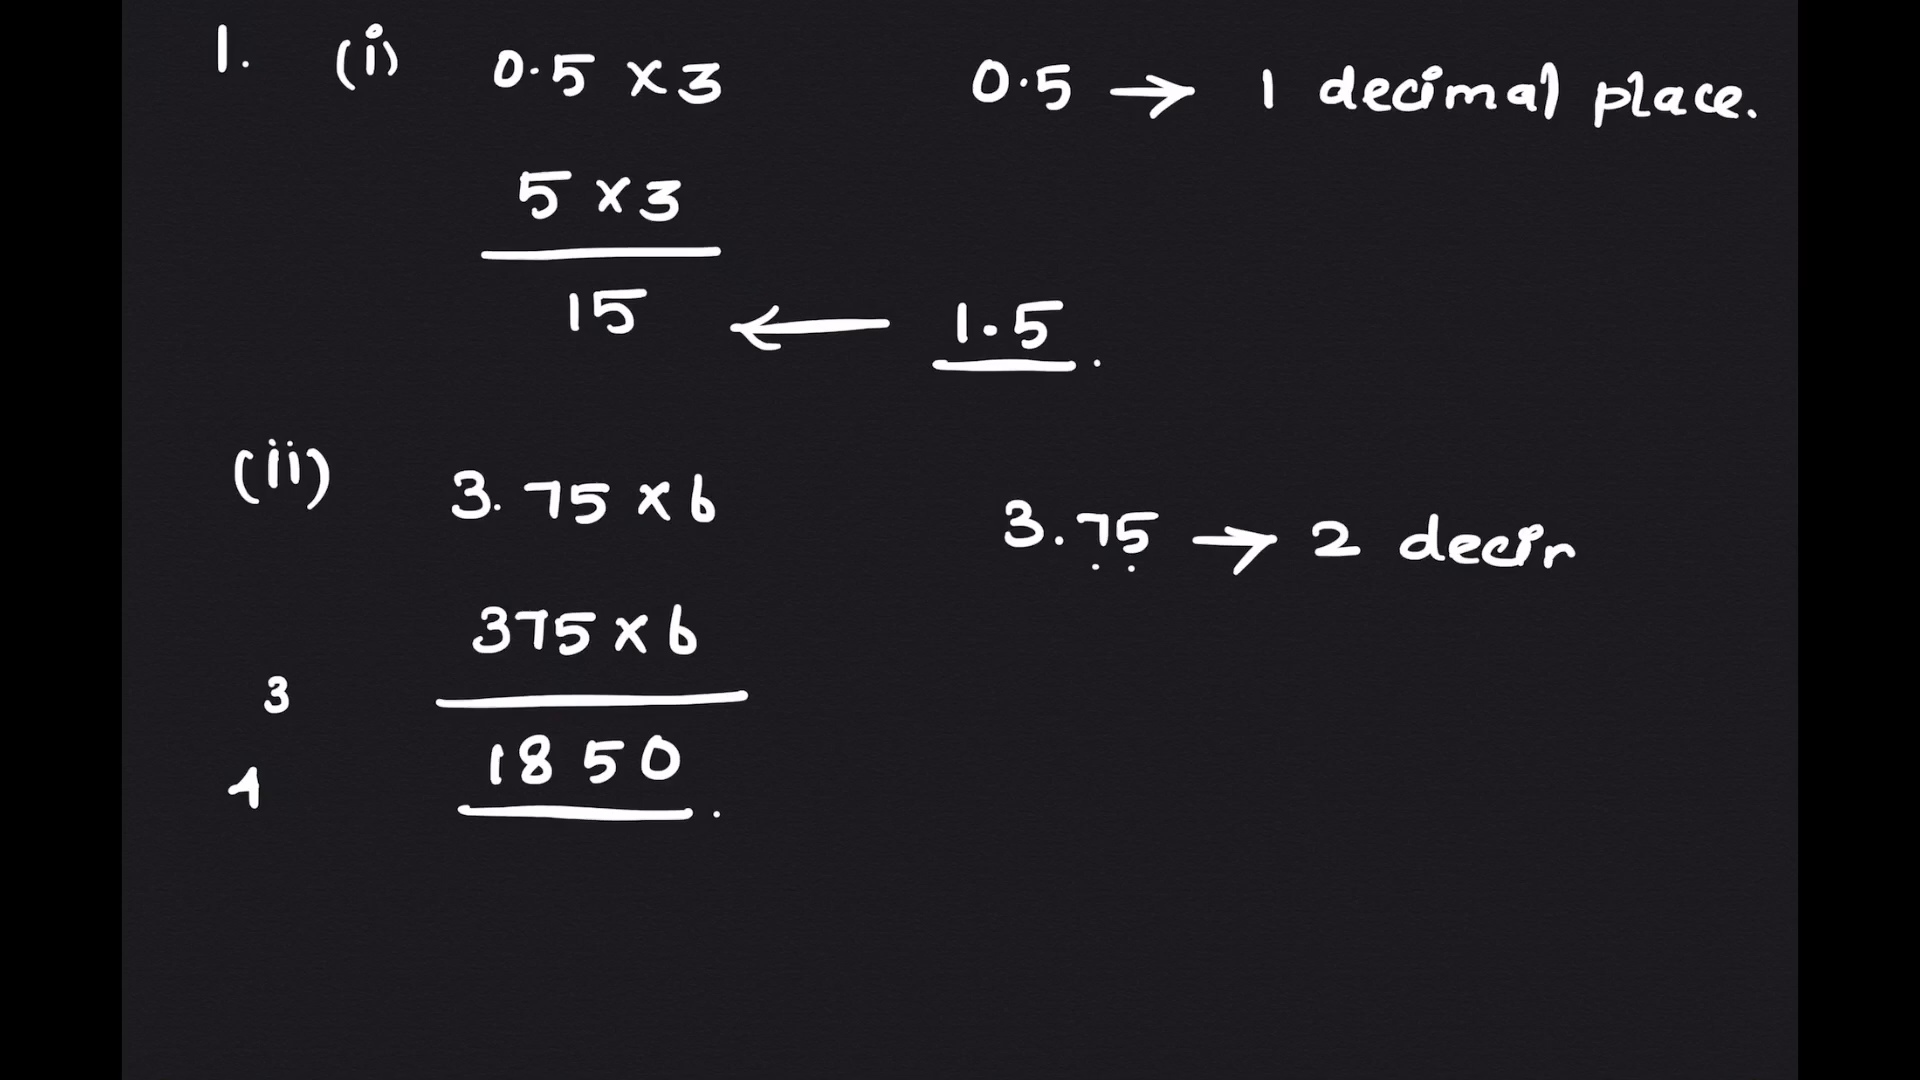 1. (i) 0.5 × 3 0.5 → 1 decimal place.
5 × 3
15 ← 1.5.
(ii) 3.75 × 6 3.75 → 2 decim
375 × 6
3
1850.
4